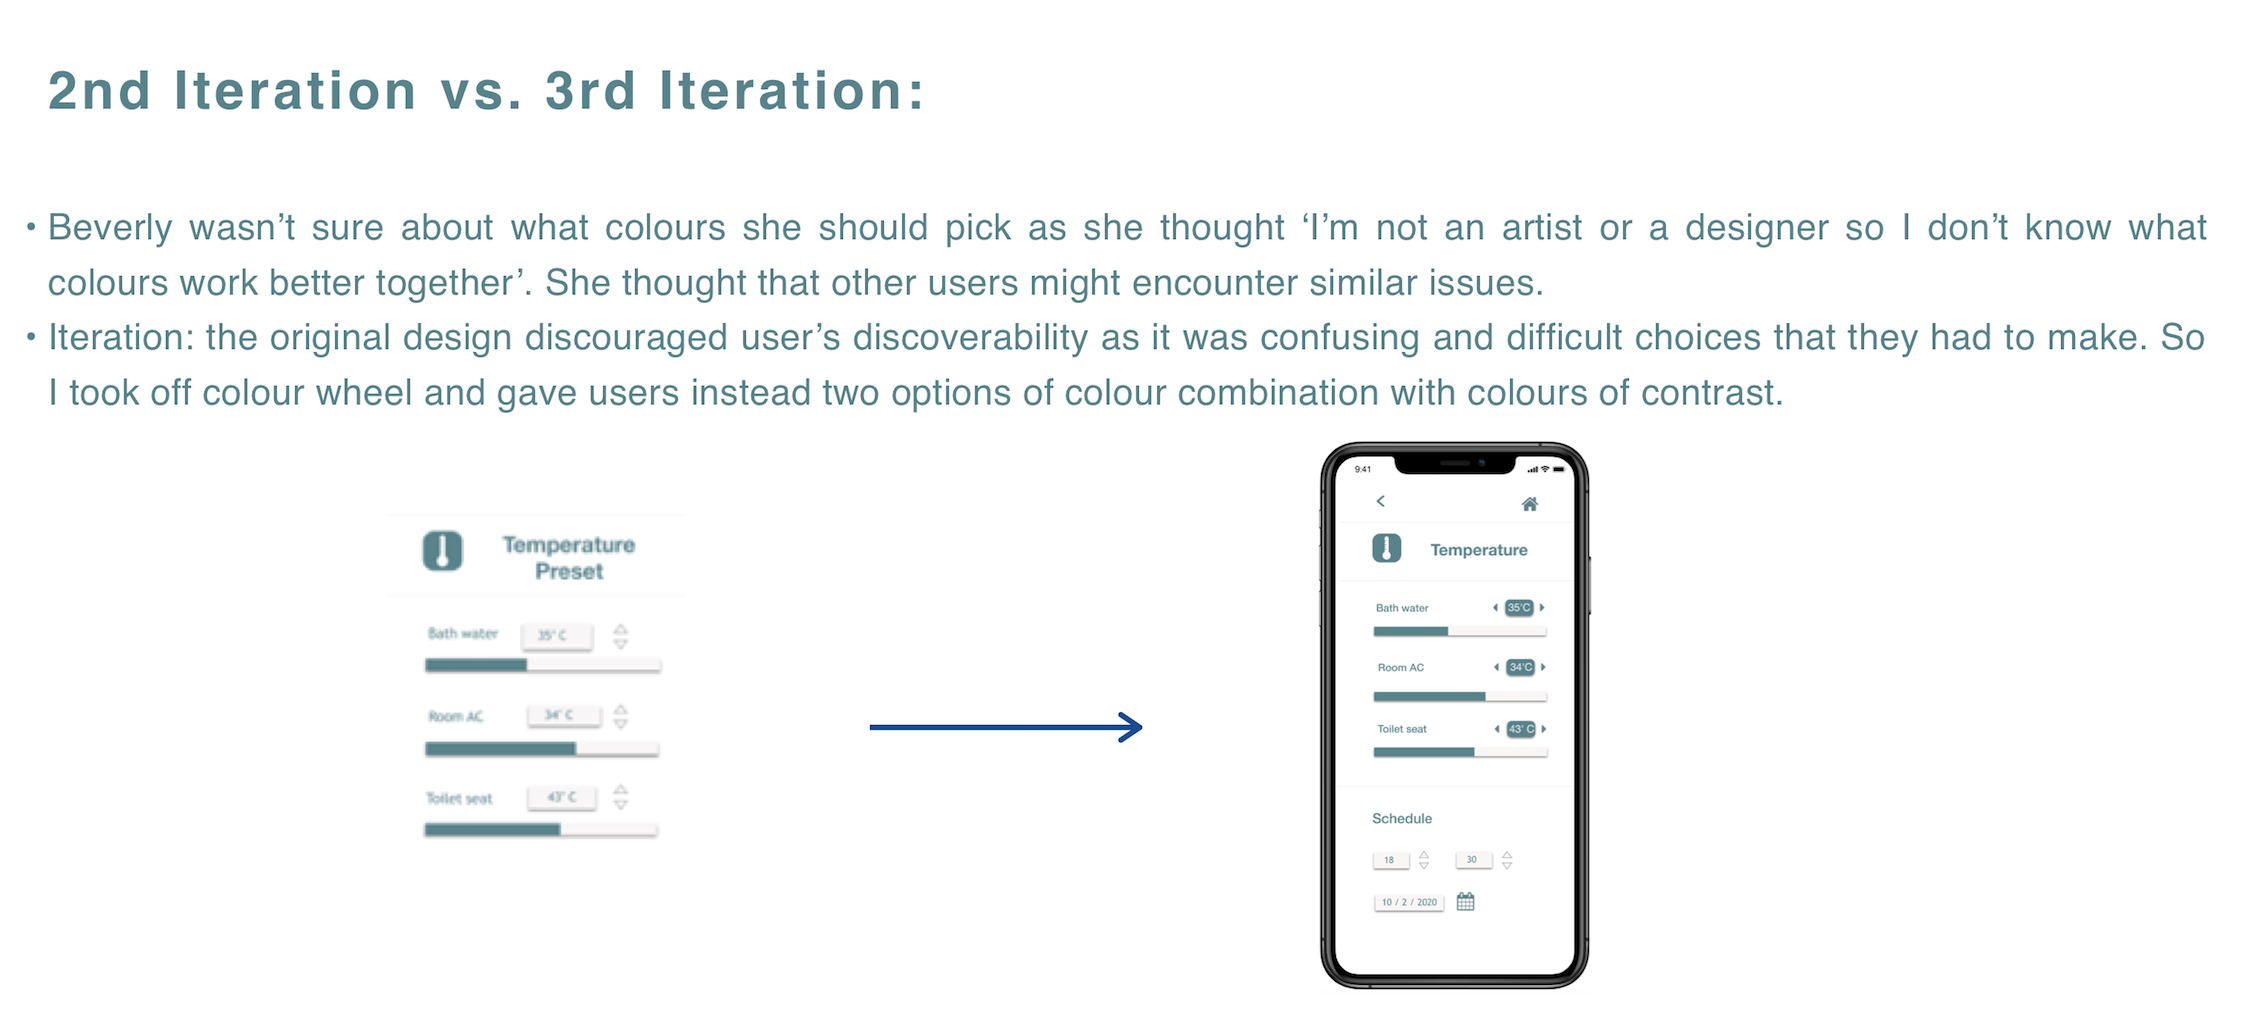 2nd Iteration vs. 3rd Iteration:
• Beverly wasn’t sure about what colours she should pick as she thought ‘I’m not an artist or a designer so I don’t know what
colours work better together’. She thought that other users might encounter similar issues.
• Iteration: the original design discouraged user’s discoverability as it was confusing and difficult choices that they had to make. So
I took off colour wheel and gave users instead two options of colour combination with colours of contrast.
Temperature
Preset
Bath water 35° C
Room AC 34° C
Toilet seat 43° C
9:41
Temperature
Bath water 35°C
Room AC 34°C
Toilet seat 43° C
Schedule
18 30
10 / 2 / 2020